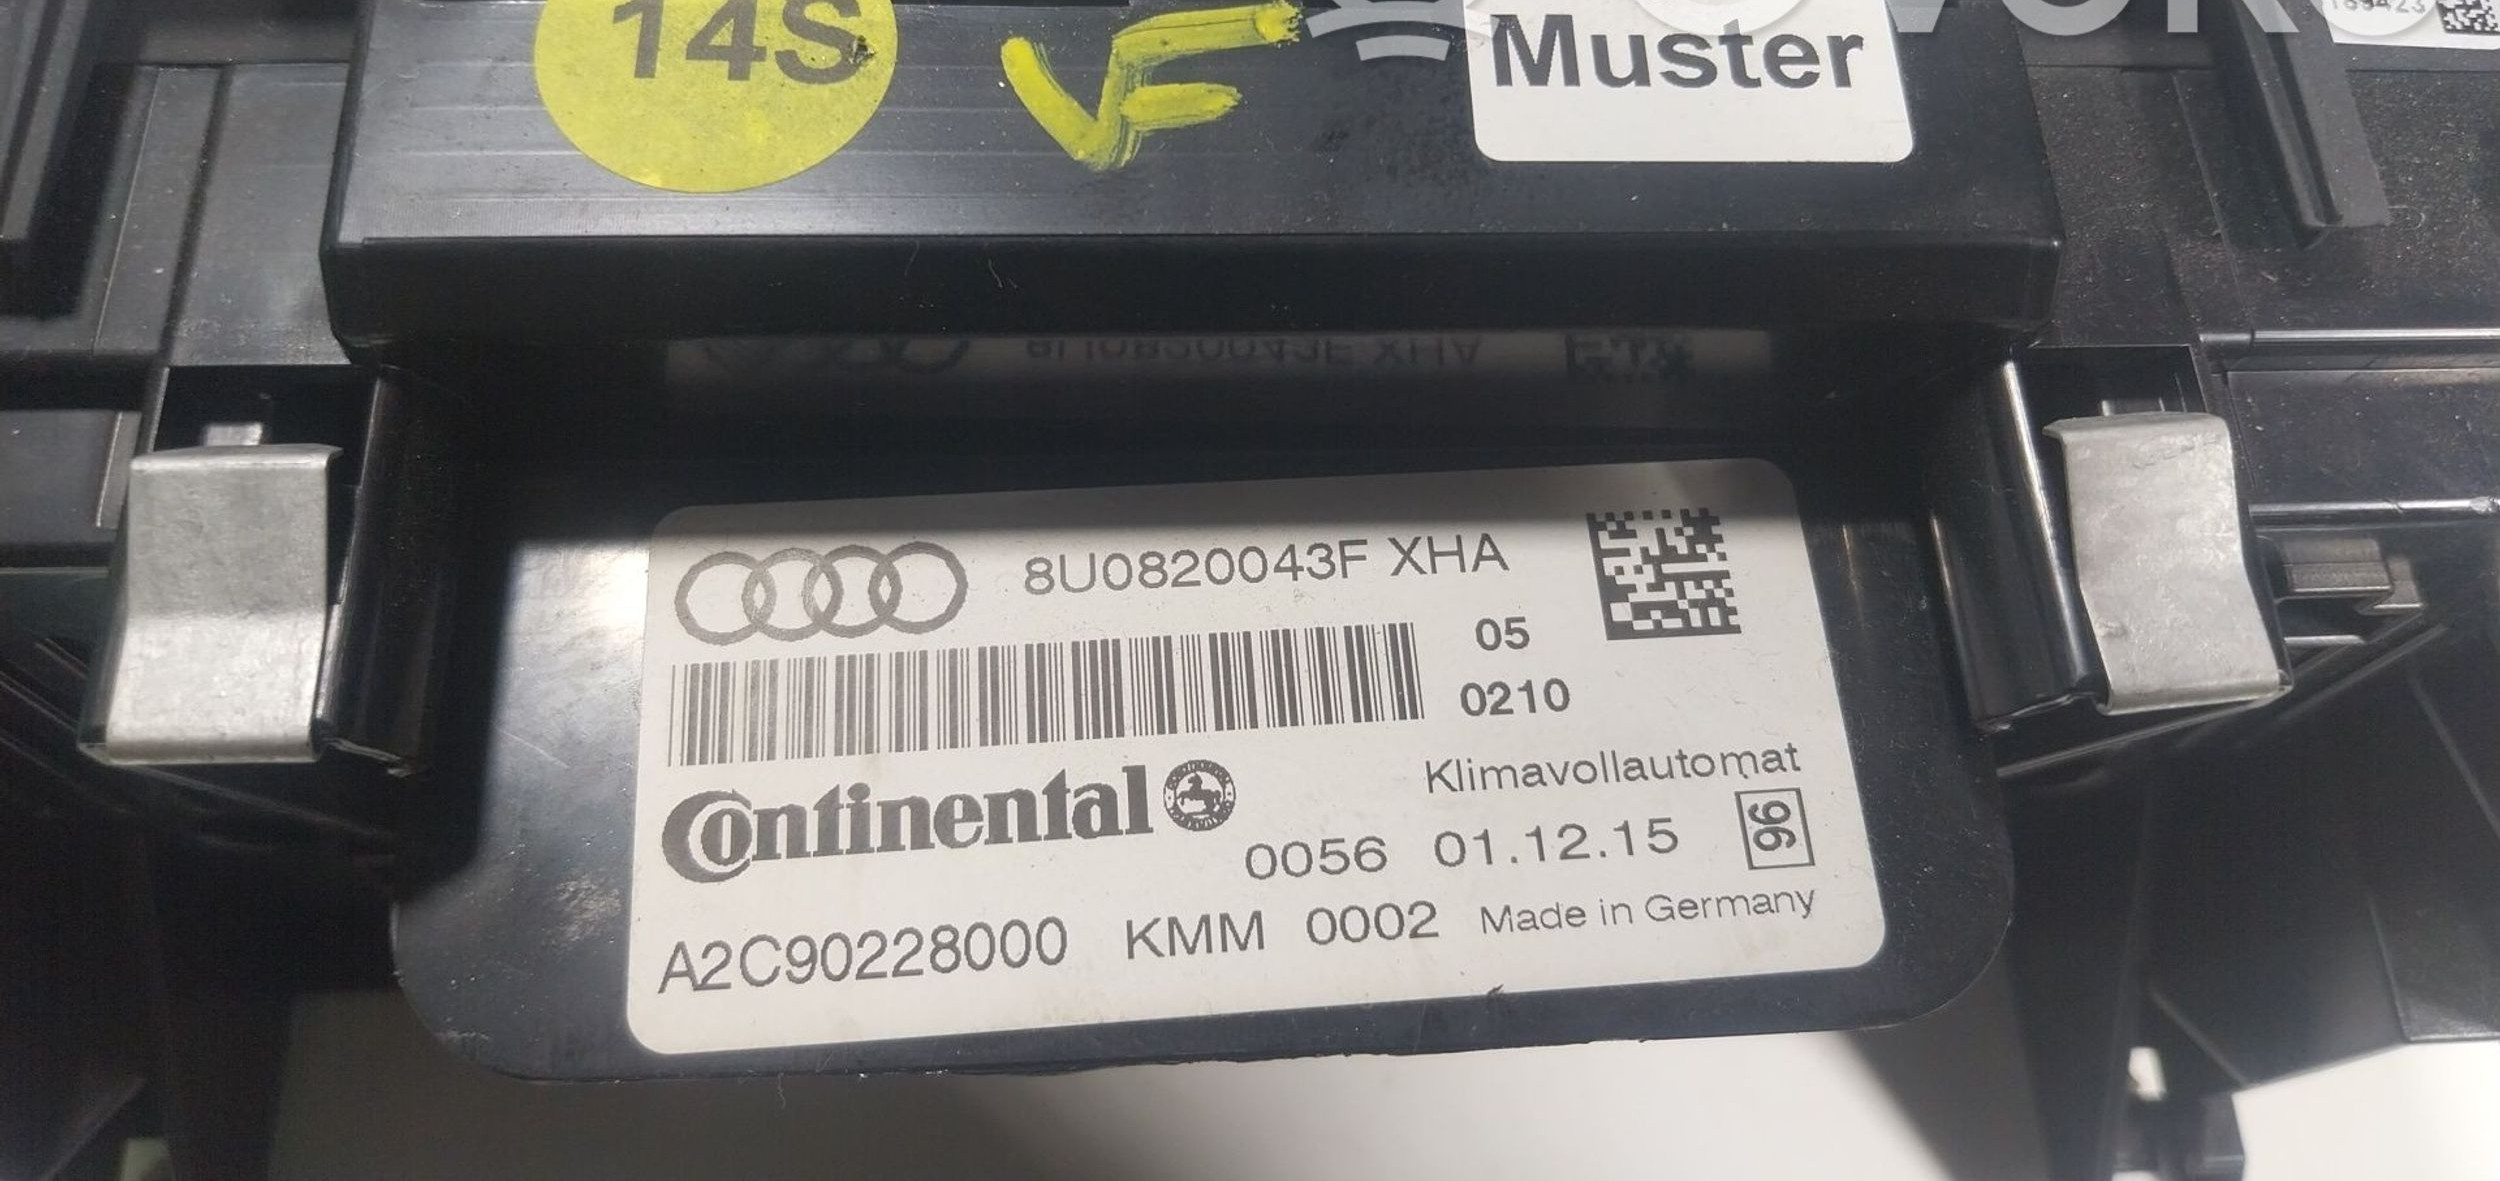 14S
VF
Muster
8U0820043F XHA
05
0210
Continental
Klimavollautomat
0056 01.12.15 96
A2C90228000 KMM 0002 Made in Germany